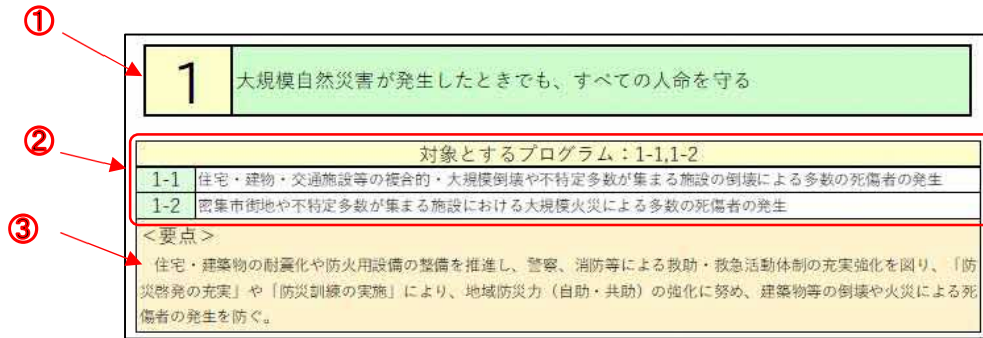 ①
1 大規模自然災害が発生したときでも、すべての人命を守る
②
対象とするプログラム：1-1,1-2
1-1 住宅・建物・交通施設等の複合的・大規模倒壊や不特定多数が集まる施設の倒壊による多数の死傷者の発生
1-2 密集市街地や不特定多数が集まる施設における大規模火災による多数の死傷者の発生
③
＜要点＞
住宅・建築物の耐震化や防火用設備の整備を推進し、警察、消防等による救助・救急活動体制の充実強化を図り、「防
災啓発の充実」や「防災訓練の実施」により、地域防災力（自助・共助）の強化に努め、建築物等の倒壊や火災による死
傷者の発生を防ぐ。